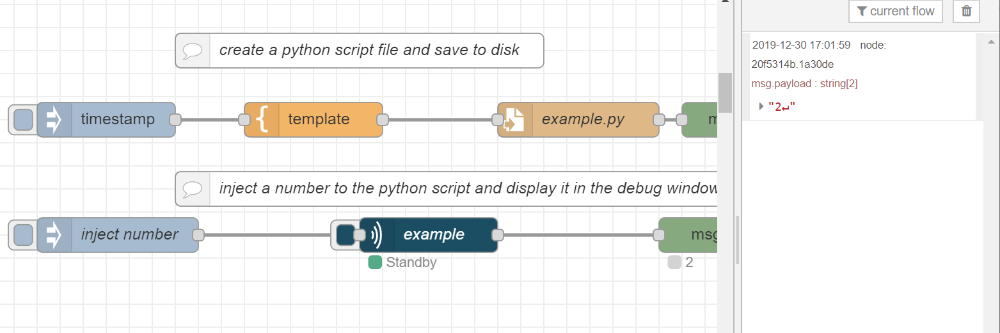 create a python script file and save to disk
timestamp
template
example.py
m
inject a number to the python script and display it in the debug window
inject number
example
msg
Standby
2
current flow
2019-12-30 17:01:59 node:
20f5314b.1a30de
msg.payload : string[2]
"2↵"